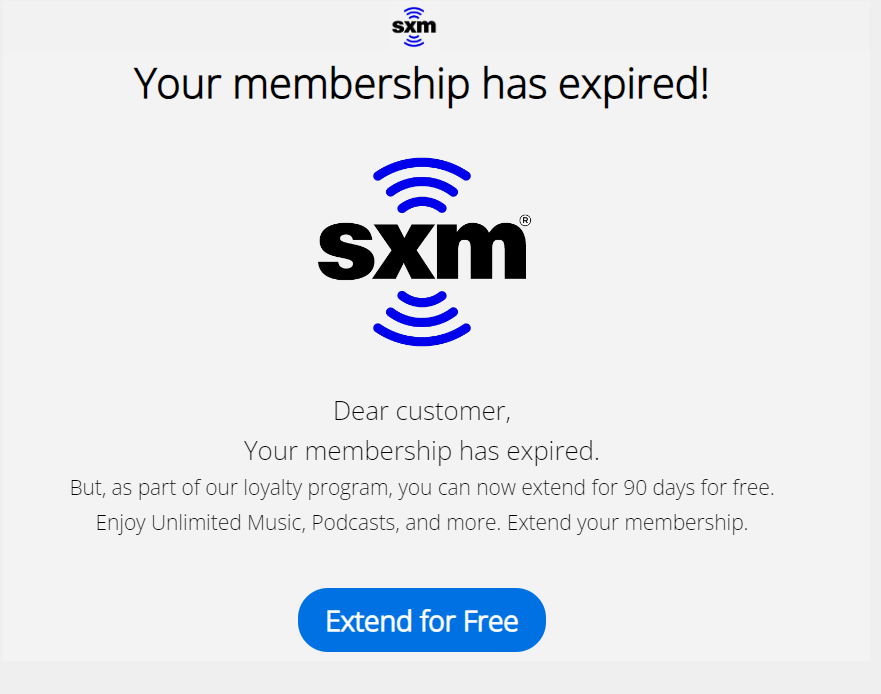 sxm
Your membership has expired!
sxm®
Dear customer,
Your membership has expired.
But, as part of our loyalty program, you can now extend for 90 days for free.
Enjoy Unlimited Music, Podcasts, and more. Extend your membership.
Extend for Free